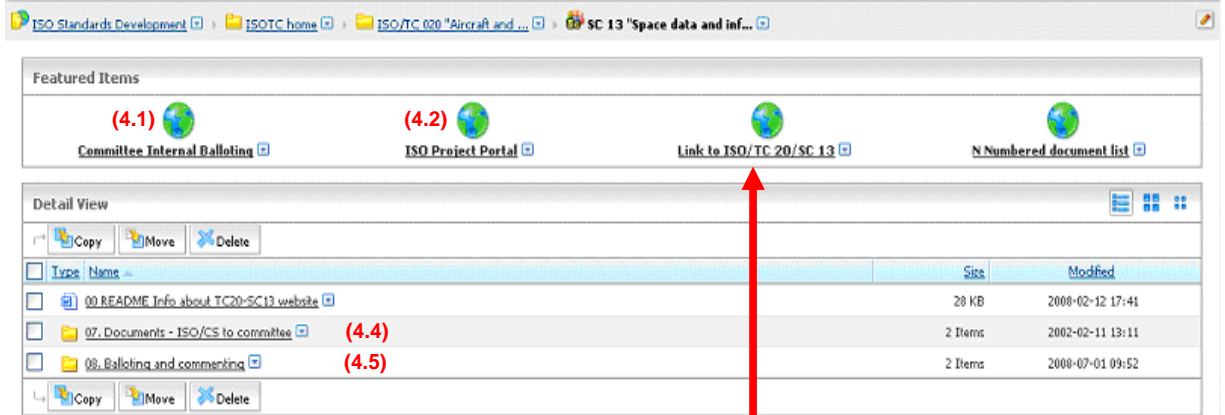 ISO Standards Development ISOTC home ISO/TC 020 "Aircraft and ... SC 13 "Space data and inf...
Featured Items
(4.1) (4.2)
Committee Internal Balloting ISO Project Portal Link to ISO/TC 20/SC 13 N Numbered document list
Detail View
Copy Move Delete
Type Name Size Modified
00 README Info about TC20-SC13 website 28 KB 2008-02-12 17:41
07. Documents - ISO/CS to committee (4.4) 2 Items 2002-02-11 13:11
08. Balloting and commenting (4.5) 2 Items 2008-07-01 09:52
Copy Move Delete